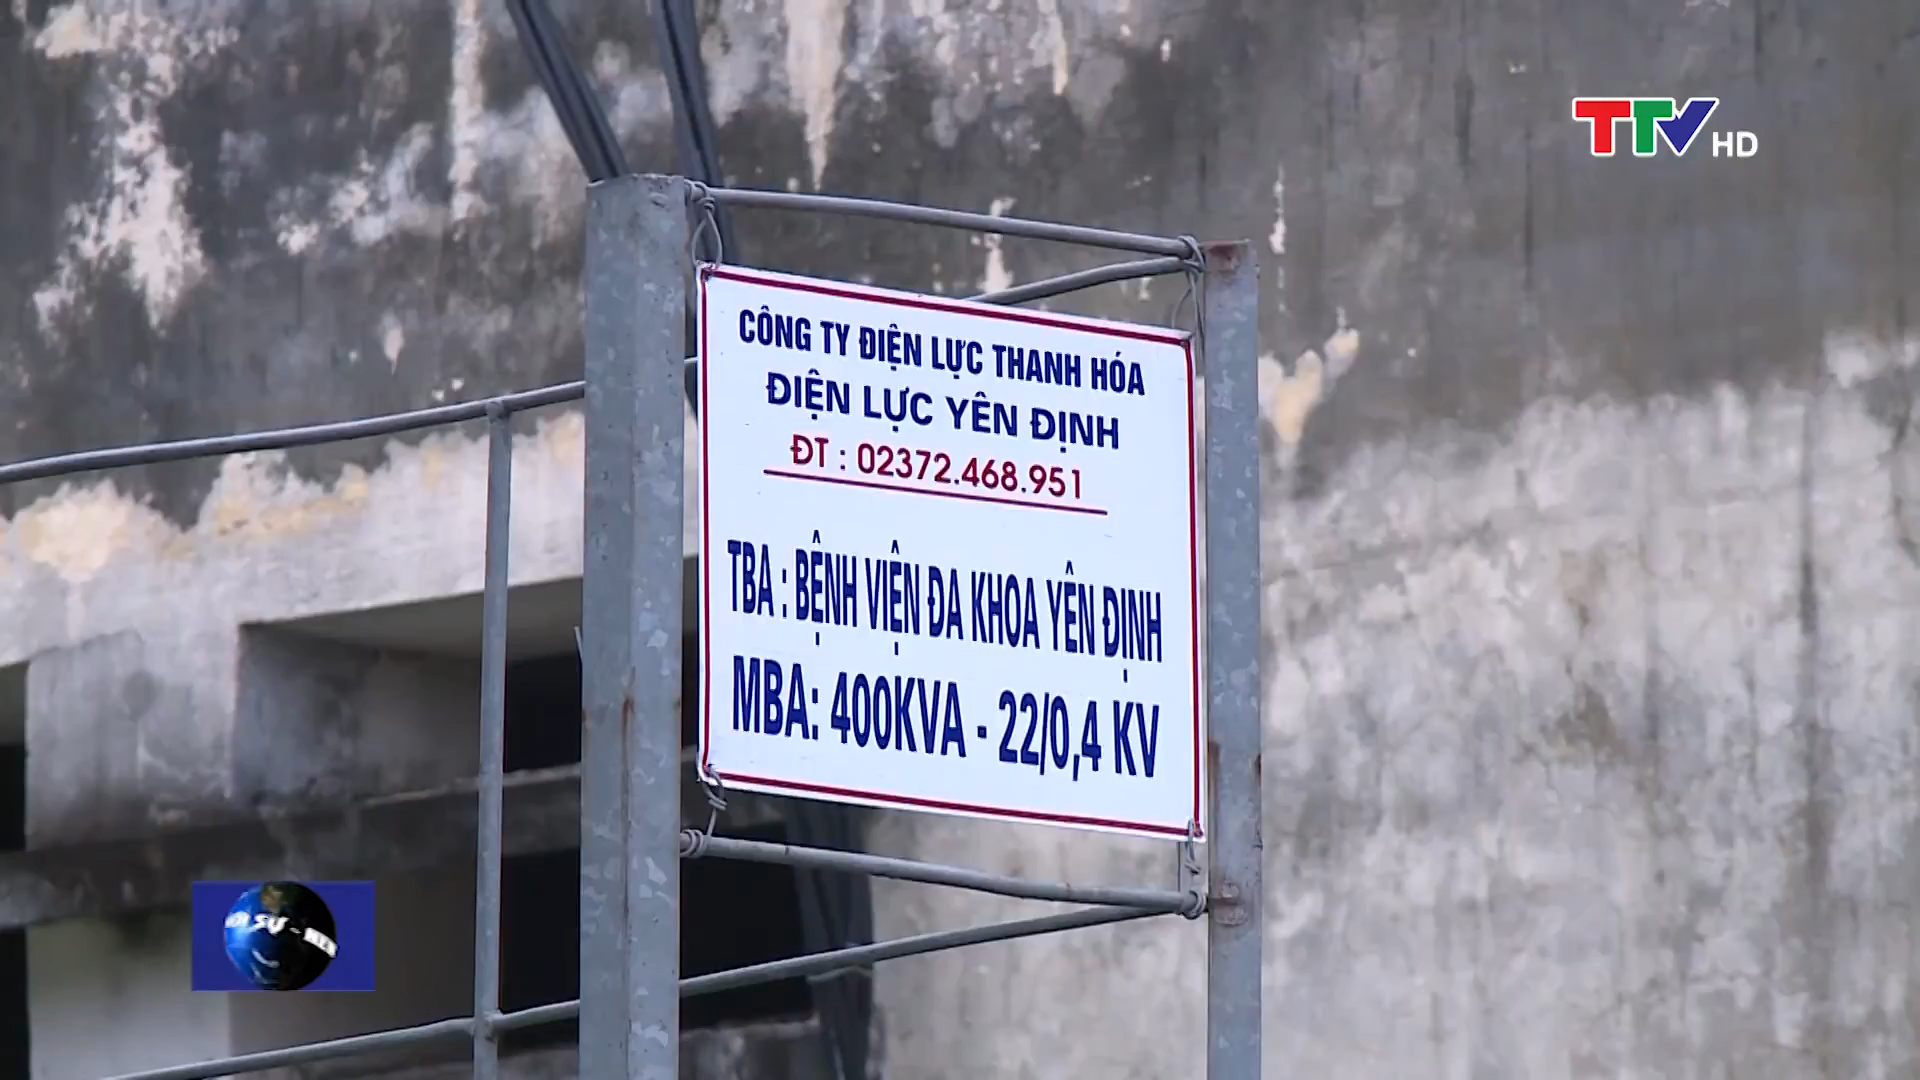 TTV HD
CÔNG TY ĐIỆN LỰC THANH HÓA
ĐIỆN LỰC YÊN ĐỊNH
ĐT : 02372.468.951
TBA : BỆNH VIỆN ĐA KHOA YÊN ĐỊNH
MBA: 400KVA - 22/0,4 KV
SỰ -